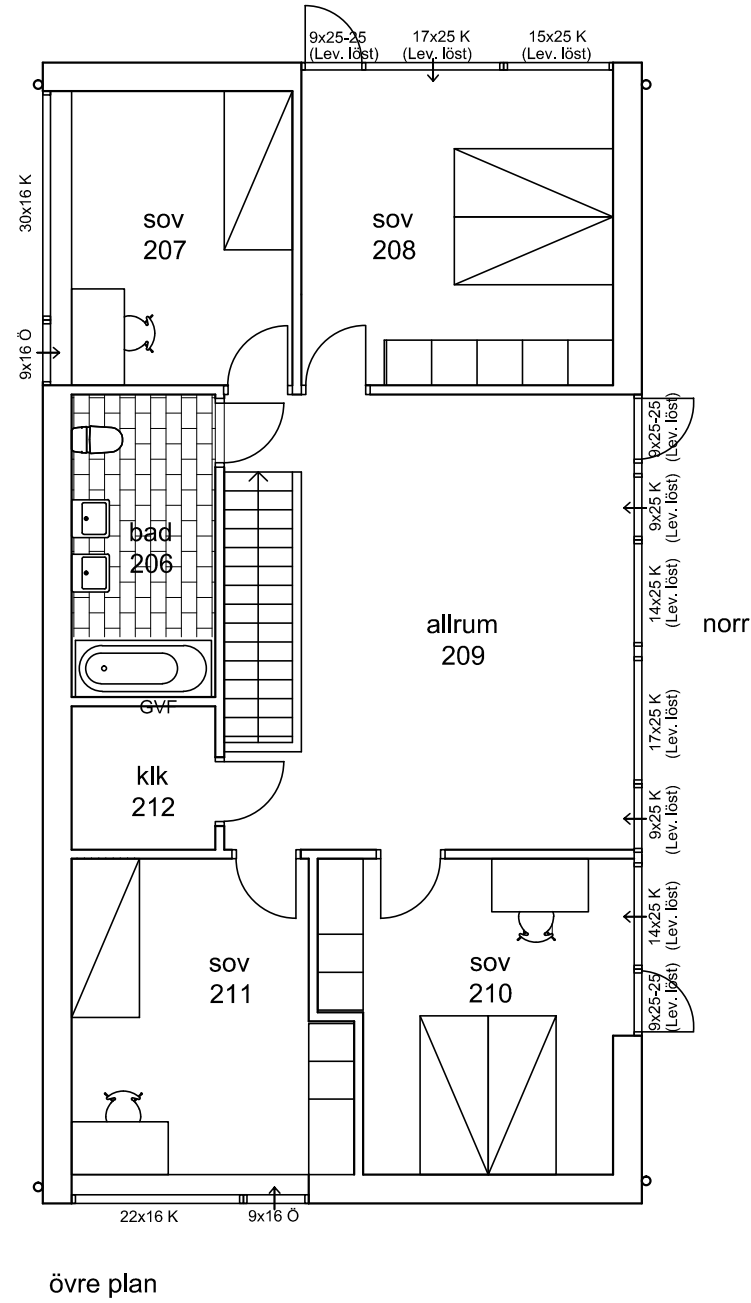 9x25-25
(Lev. löst)
17x25 K
(Lev. löst)
15x25 K
(Lev. löst)
30x16 K
9x16 Ö
sov
207
sov
208
bad
206
GVF
allrum
209
norr
klk
212
9x25-25
(Lev. löst)
9x25 K
(Lev. löst)
14x25 K
(Lev. löst)
17x25 K
(Lev. löst)
9x25 K
(Lev. löst)
14x25 K
(Lev. löst)
9x25-25
(Lev. löst)
sov
211
sov
210
22x16 K
9x16 Ö
övre plan